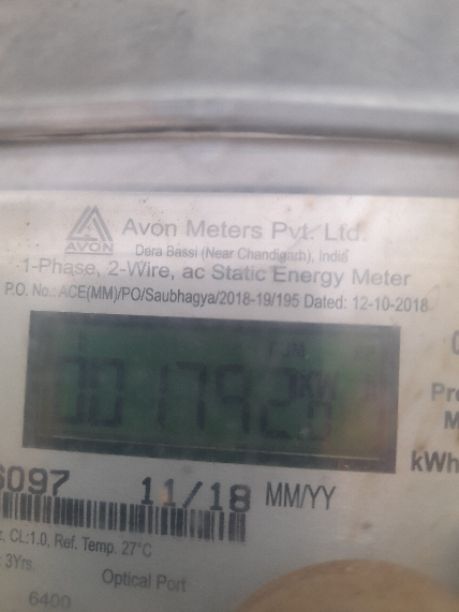 AVON
Avon Meters Pvt. Ltd.
Dera Bassi (Near Chandigarh), India
1-Phase, 2-Wire, ac Static Energy Meter
P.O. No.: ACE(MM)/PO/Saubhagya/2018-19/195 Dated: 12-10-2018
001792
KW
kWh
6097 11/18 MM/YY
CL:1.0, Ref. Temp. 27°C
3Yrs.
Optical Port
6400